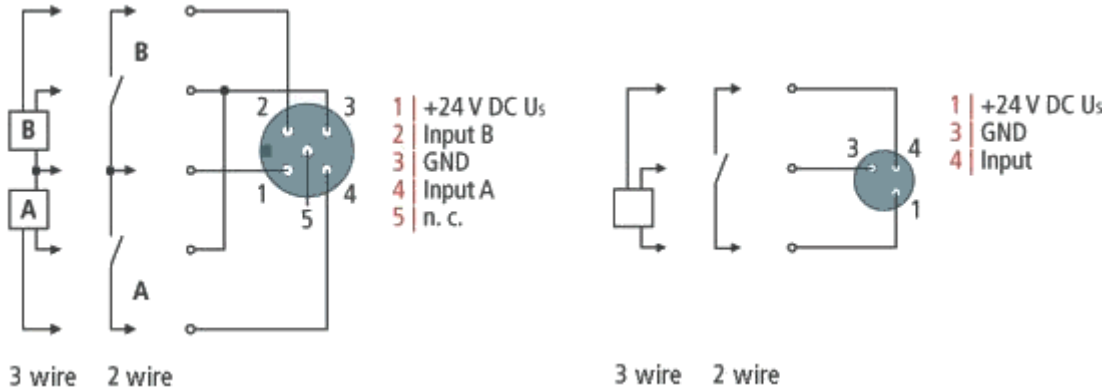 B
2
3
1
4
5
B
A
A
1 | +24 V DC Us
2 | Input B
3 | GND
4 | Input A
5 | n. c.
3 wire 2 wire
3
4
1
1 | +24 V DC Us
3 | GND
4 | Input
3 wire 2 wire